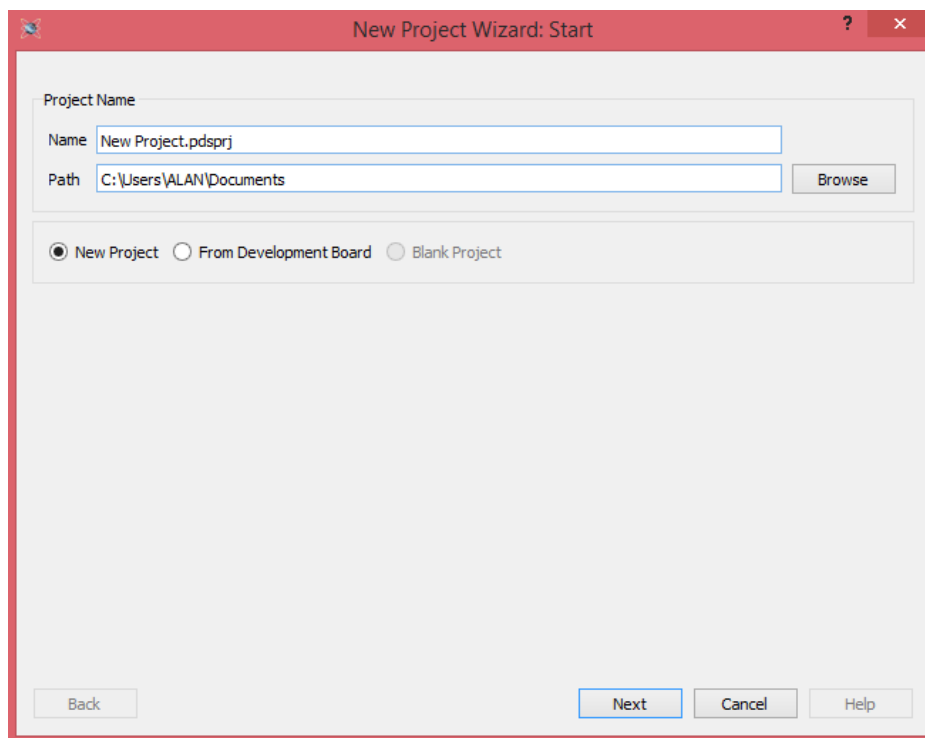 New Project Wizard: Start
?
Project Name
Name New Project.pdsprj
Path C:\Users\ALAN\Documents Browse
New Project From Development Board Blank Project
Back Next Cancel Help